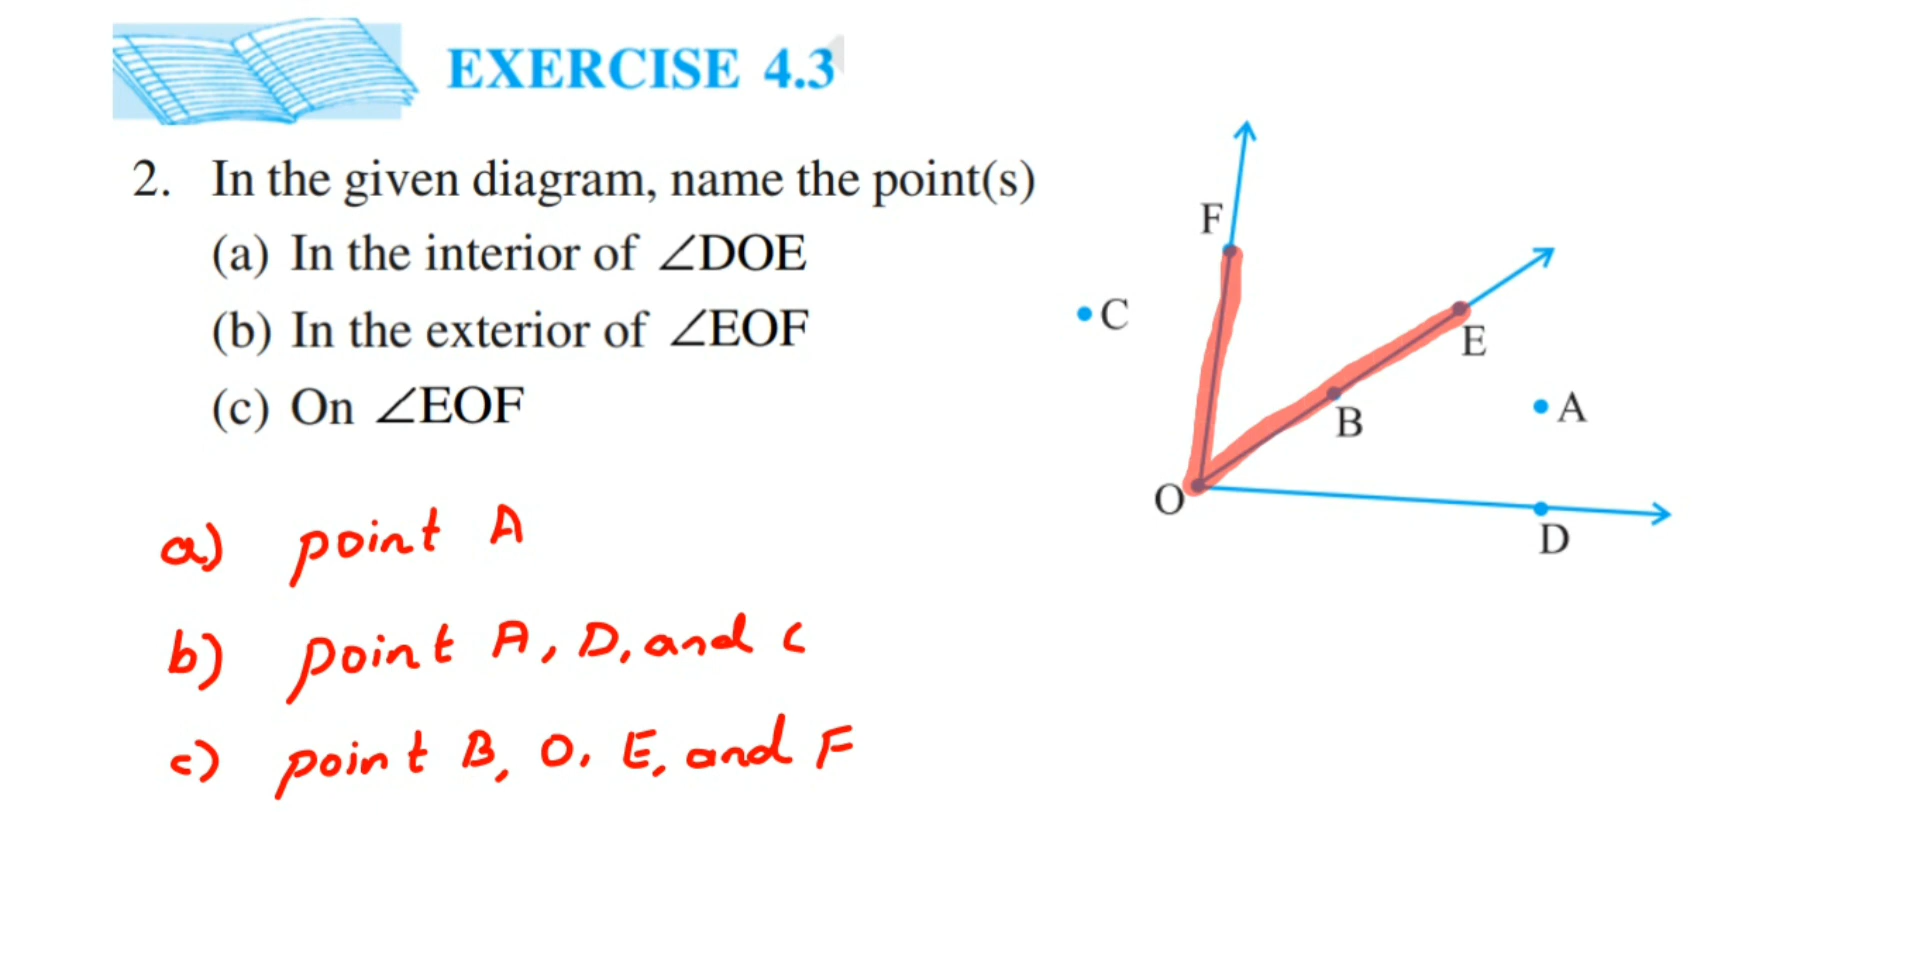 EXERCISE 4.3
2. In the given diagram, name the point(s)
(a) In the interior of ∠DOE
(b) In the exterior of ∠EOF
(c) On ∠EOF
F
C
E
A
B
O
D
a) point A
b) point A, D, and C
c) point B, O, E, and F